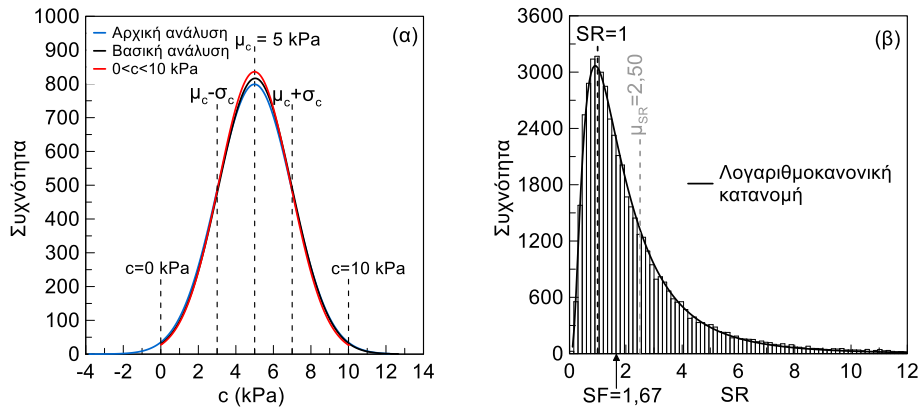 (α)
Αρχική ανάλυση
Βασική ανάλυση
0<c<10 kPa
μc = 5 kPa
μc-σc
μc+σc
c=0 kPa
c=10 kPa
Συχνότητα
1000
900
800
700
600
500
400
300
200
100
0
-4 -2 0 2 4 6 8 10 12 14
c (kPa)
(β)
SR=1
μSR=2,50
Λογαριθμοκανονική
κατανομή
Συχνότητα
3600
3000
2400
1800
1200
600
0
0 2 4 6 8 10 12
SF=1,67
SR